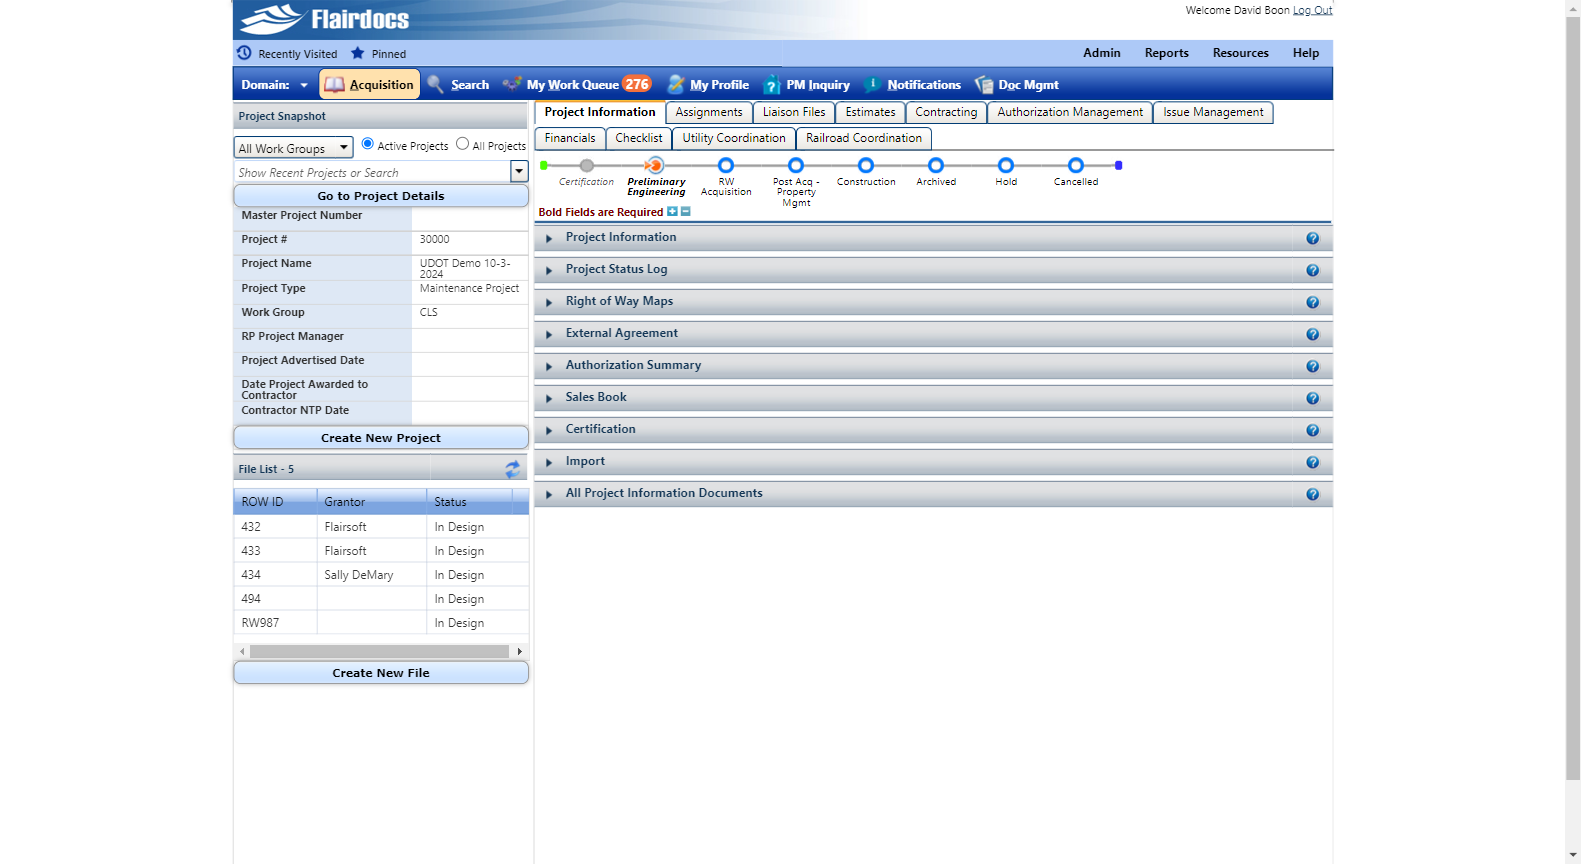 Flairdocs
Welcome David Boon Log Out
Recently Visited Pinned
Admin Reports Resources Help
Domain: Acquisition Search My Work Queue 276 My Profile PM Inquiry Notifications Doc Mgmt
Project Snapshot
All Work Groups Active Projects All Projects
Show Recent Projects or Search
Go to Project Details
Master Project Number
Project # 30000
Project Name UDOT Demo 10-3-
2024
Project Type Maintenance Project
Work Group CLS
RP Project Manager
Project Advertised Date
Date Project Awarded to
Contractor
Contractor NTP Date
Create New Project
File List - 5
ROW ID Grantor Status
432 Flairsoft In Design
433 Flairsoft In Design
434 Sally DeMary In Design
494 In Design
RW987 In Design
Create New File
Project Information Assignments Liaison Files Estimates Contracting Authorization Management Issue Management
Financials Checklist Utility Coordination Railroad Coordination
Certification Preliminary RW Post Acq - Construction Archived Hold Cancelled
Engineering Acquisition Property
Mgmt
Bold Fields are Required
Project Information
Project Status Log
Right of Way Maps
External Agreement
Authorization Summary
Sales Book
Certification
Import
All Project Information Documents